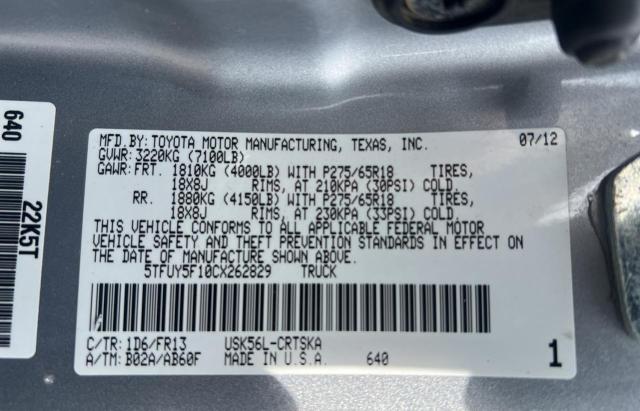 640
22K5T
MFD.BY:TOYOTA MOTOR MANUFACTURING, TEXAS, INC. 07/12
GVWR:3220KG (7100LB)
GAWR:FRT. 1810KG (4000LB) WITH P275/65R18 TIRES,
18X8J RIMS, AT 210KPA (30PSI) COLD.
RR. 1880KG (4150LB) WITH P275/65R18 TIRES,
18X8J RIMS, AT 230KPA (33PSI) COLD.
THIS VEHICLE CONFORMS TO ALL APPLICABLE FEDERAL MOTOR
VEHICLE SAFETY AND THEFT PREVENTION STANDARDS IN EFFECT ON
THE DATE OF MANUFACTURE SHOWN ABOVE.
5TFUY5F10CX262829 TRUCK
C/TR:1D6/FR13 USK56L-CRTSKA
A/TM:B02A/AB60F MADE IN U.S.A. 640 1